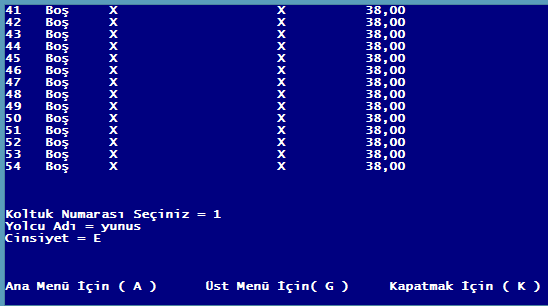 41 Boş X X 38,00
42 Boş X X 38,00
43 Boş X X 38,00
44 Boş X X 38,00
45 Boş X X 38,00
46 Boş X X 38,00
47 Boş X X 38,00
48 Boş X X 38,00
49 Boş X X 38,00
50 Boş X X 38,00
51 Boş X X 38,00
52 Boş X X 38,00
53 Boş X X 38,00
54 Boş X X 38,00
Koltuk Numarası Seçiniz = 1
Yolcu Adı = yunus
Cinsiyet = E
Ana Menü İçin ( A ) Üst Menü İçin( G ) Kapatmak İçin ( K )